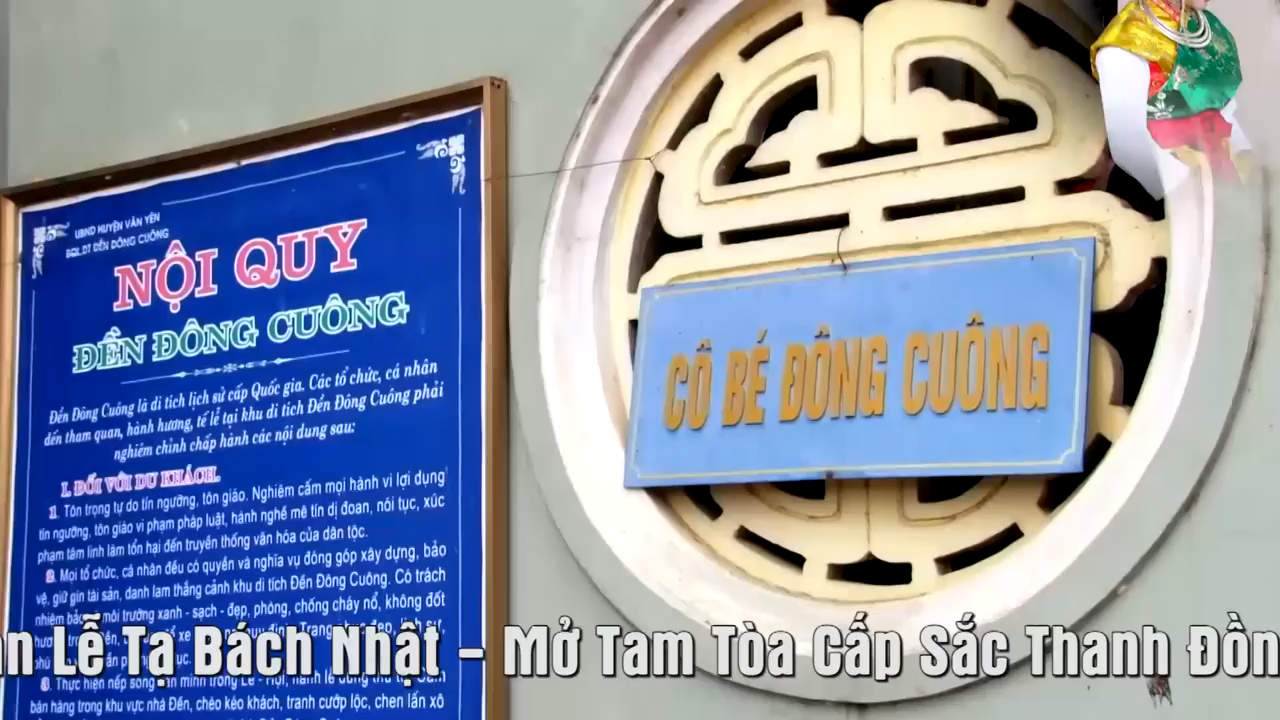 UBND HUYỆN VĂN YÊN
BQL DT ĐỀN ĐÔNG CUÔNG
NỘI QUY
ĐỀN ĐÔNG CUÔNG
Đền Đông Cuông là di tích lịch sử cấp Quốc gia. Các tổ chức, cá nhân
đến tham quan, hành hương, tế lễ tại khu di tích Đền Đông Cuông phải
nghiêm chỉnh chấp hành các nội dung sau:
I. ĐỐI VỚI DU KHÁCH.
1. Tôn trọng tự do tín ngưỡng, tôn giáo. Nghiêm cấm mọi hành vi lợi dụng
tín ngưỡng, tôn giáo vi phạm pháp luật, hành nghề mê tín dị đoan, nói tục, xúc
phạm tâm linh làm tổn hại đến truyền thống văn hóa của dân tộc.
2. Mọi tổ chức, cá nhân đều có quyền và nghĩa vụ đóng góp xây dựng, bảo
vệ, giữ gìn tài sản, danh lam thắng cảnh khu di tích Đền Đông Cuông. Có trách
nhiệm bảo môi trường xanh - sạch - đẹp, phòng, chống cháy nổ, không đốt
3. Thực hiện nếp sống
bán hàng trong khu vực nhà Đền, chèo kéo khách, tranh cướp lộc, chen lấn xô
CÔ BÉ ĐÔNG CUÔNG
Lễ Tạ Bách Nhật - Mở Tam Tòa Cấp Sắc Thanh